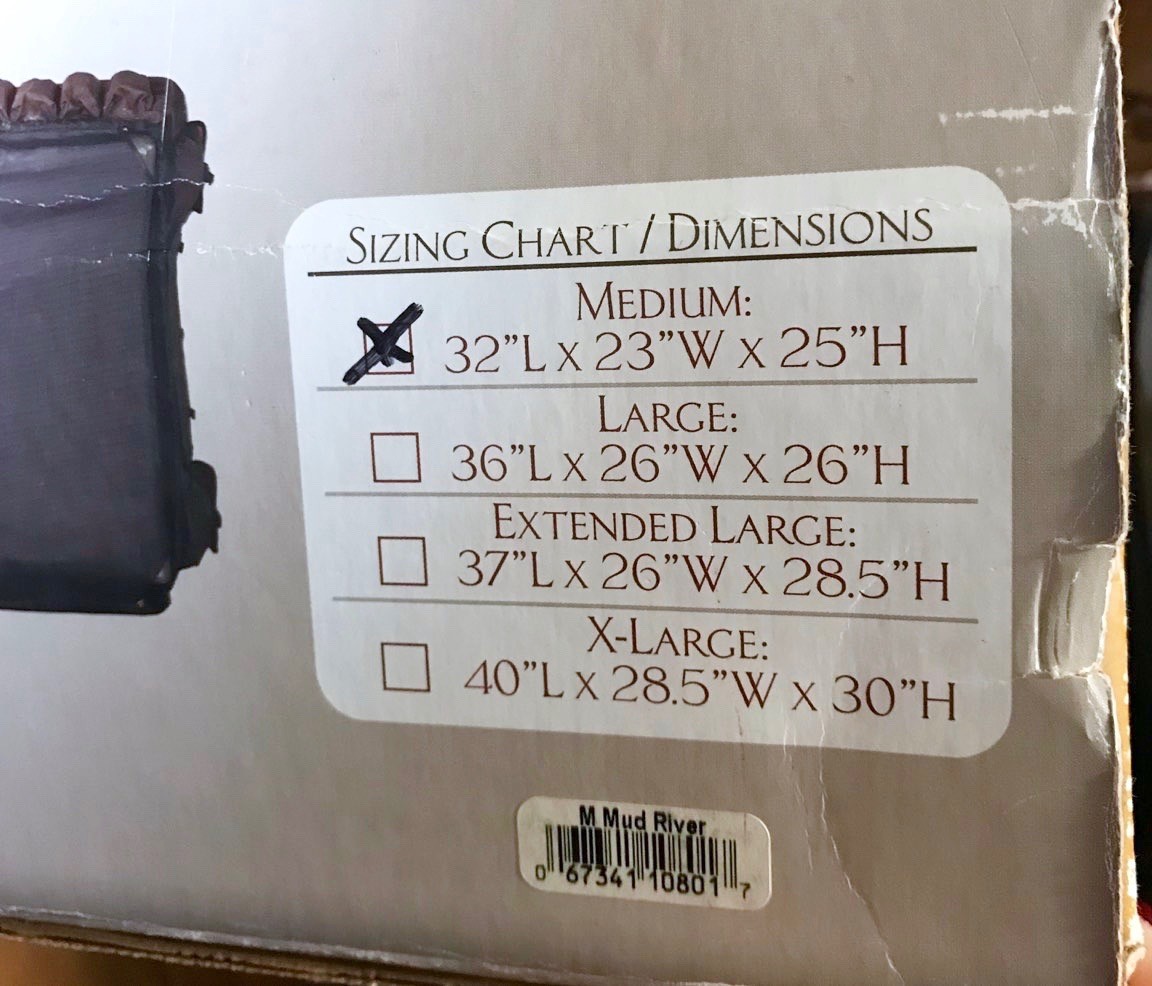 SIZING CHART / DIMENSIONS
MEDIUM:
32”L X 23”W X 25”H
LARGE:
36”L X 26”W X 26”H
EXTENDED LARGE:
37”L X 26”W X 28.5”H
X-LARGE:
40”L X 28.5”W X 30”H
M Mud River
0 67341 10801 7